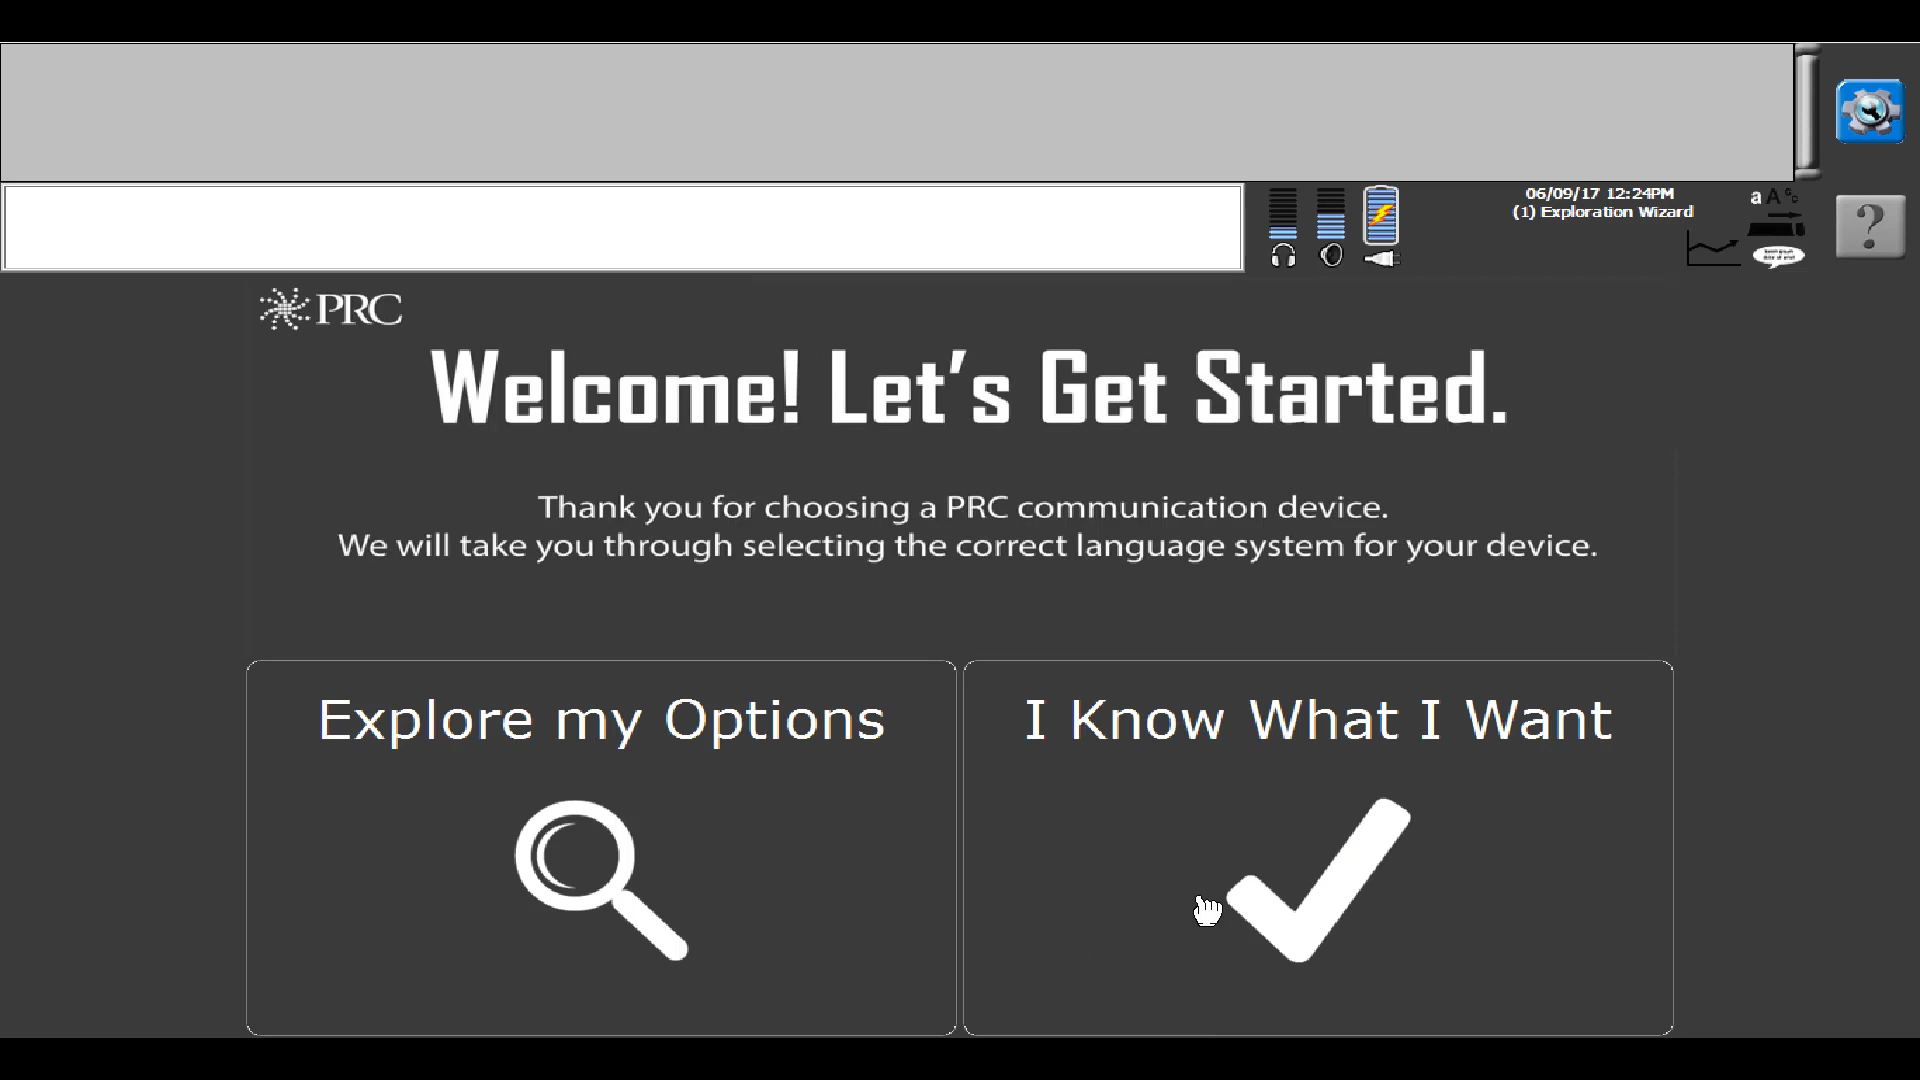 06/09/17 12:24PM
(1) Exploration Wizard
a A
?
PRC
Welcome! Let's Get Started.
Thank you for choosing a PRC communication device.
We will take you through selecting the correct language system for your device.
Explore my Options
I Know What I Want